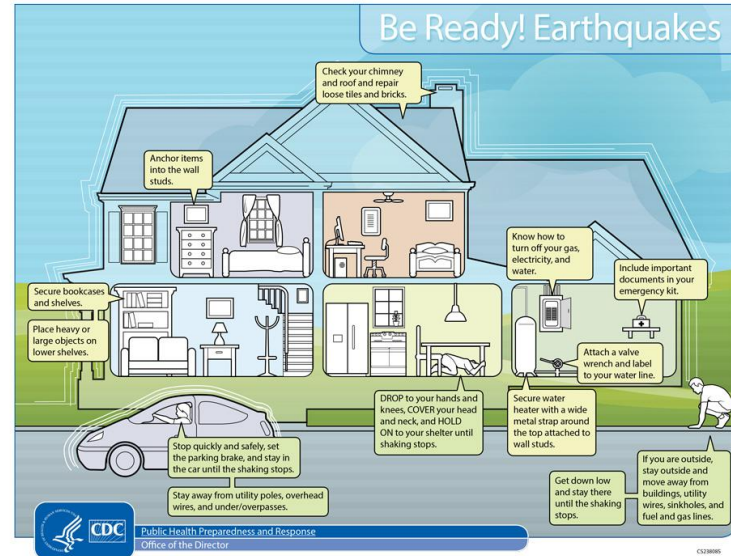 Be Ready! Earthquakes
Check your chimney
and roof and repair
loose tiles and bricks.
Anchor items
into the wall
studs.
Know how to
turn off your gas,
electricity, and
water.
Include important
documents in your
emergency kit.
Secure bookcases
and shelves.
Place heavy or
large objects on
lower shelves.
Attach a valve
wrench and label
to your water line.
DROP to your hands and
knees, COVER your head
and neck, and HOLD
ON to your shelter until
shaking stops.
Secure water
heater with a wide
metal strap around
the top attached to
wall studs.
Stop quickly and safely, set
the parking brake, and stay in
the car until the shaking stops.
Stay away from utility poles, overhead
wires, and under/overpasses.
If you are outside,
stay outside and
move away from
buildings, utility
wires, sinkholes, and
fuel and gas lines.
Get down low
and stay there
until the shaking
stops.
CDC
Public Health Preparedness and Response
Office of the Director